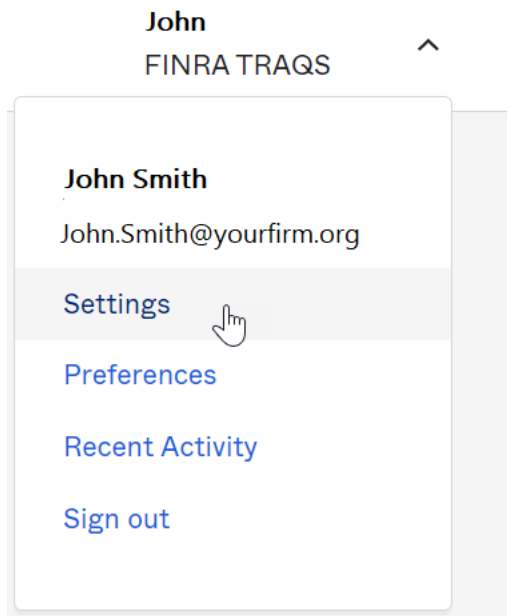 John
FINRA TRAQS
John Smith
John.Smith@yourfirm.org
Settings
Preferences
Recent Activity
Sign out